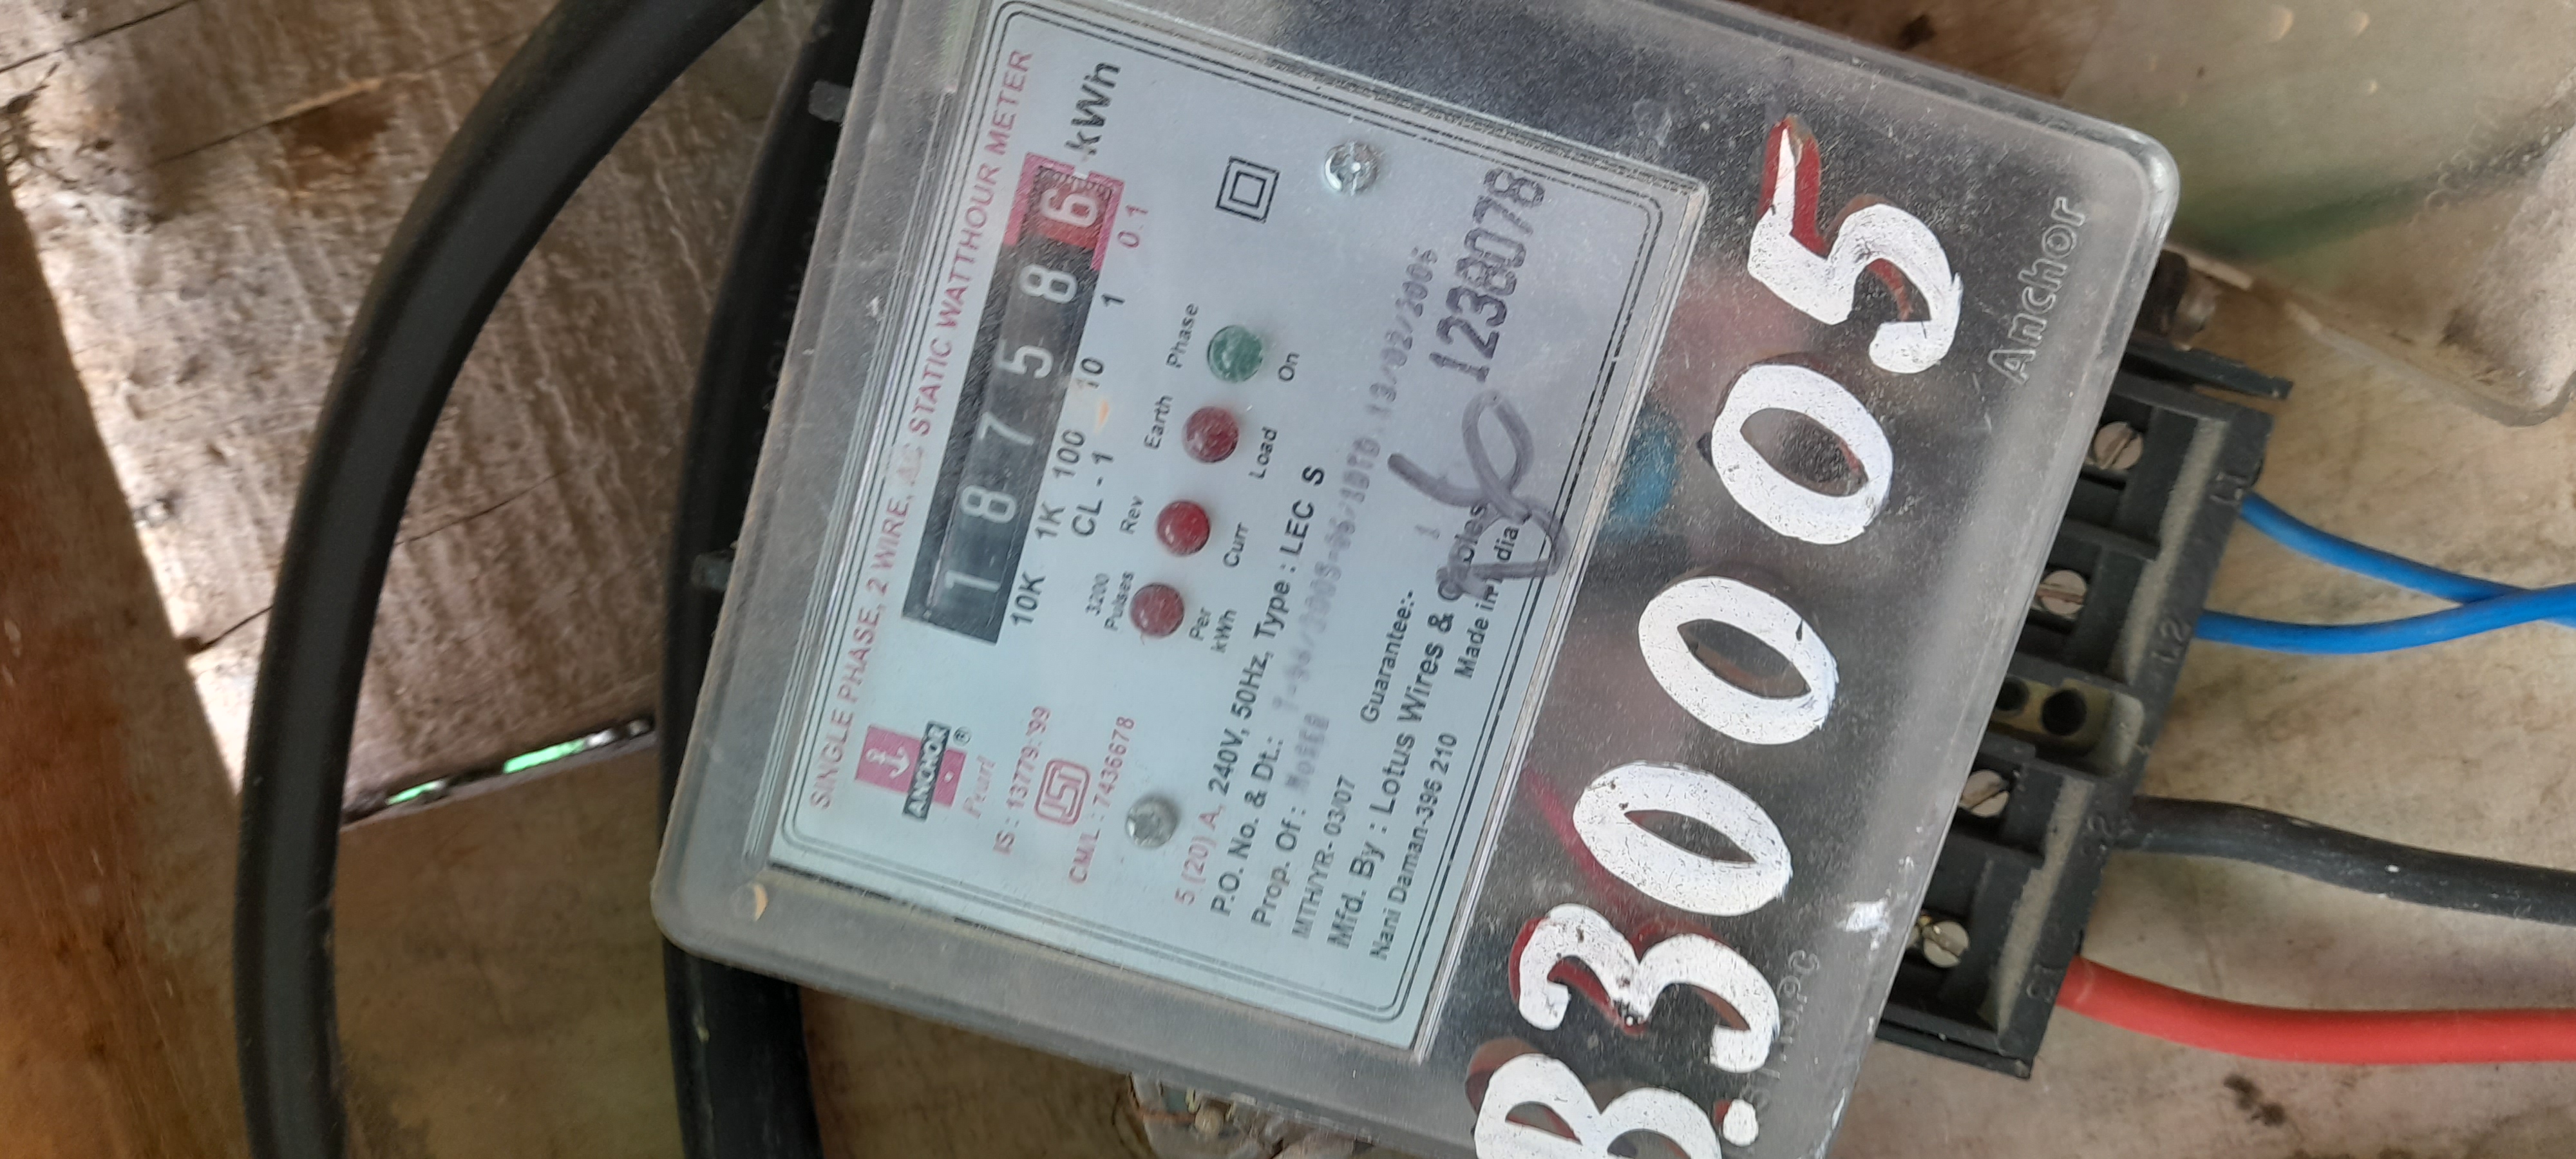 SINGLE PHASE, 2 WIRE, AC STATIC WATTHOUR METER
ANCHOR ®
Pearl
1 8 7 5 8 6 kWh
10K 1K 100 10 1 0.1
CL - 1
IS : 13779:'99
ISI
CM/L : 7436678
3200 Pulses Per kWh
Rev Curr
Earth Load
Phase On
5 (20) A, 240V, 50Hz, Type : LEC S
P.O. No. & Dt.:
Prop. Of :
MTH/YR- 03/07
Guarantee:-
Mfd. By : Lotus Wires &
Nani Daman-396 210 Made in
1238078
B.30005
Anchor
L1